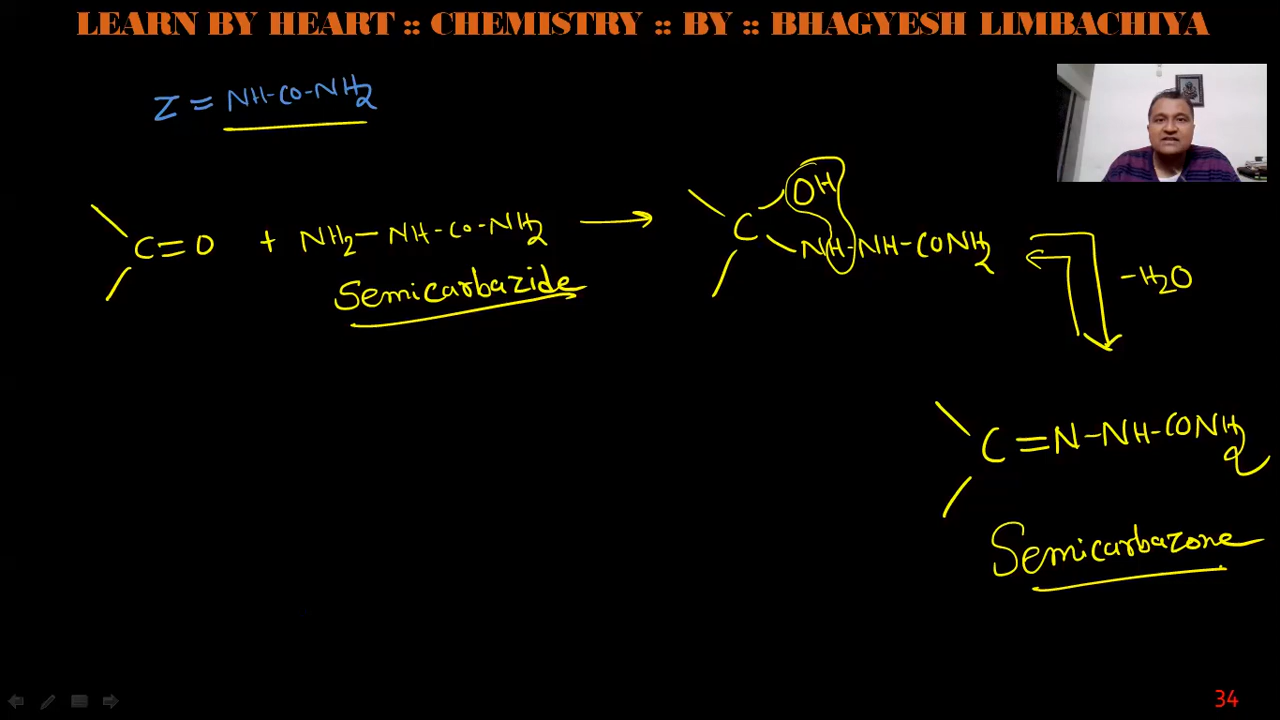 LEARN BY HEART :: CHEMISTRY :: BY :: BHAGYESH LIMBACHIYA
Z = NH-CO-NH2
C=O + NH2-NH-CO-NH2
Semicarbazide
C OH
NH-NH-CONH2
-H2O
C=N-NH-CONH2
Semicarbazone
34